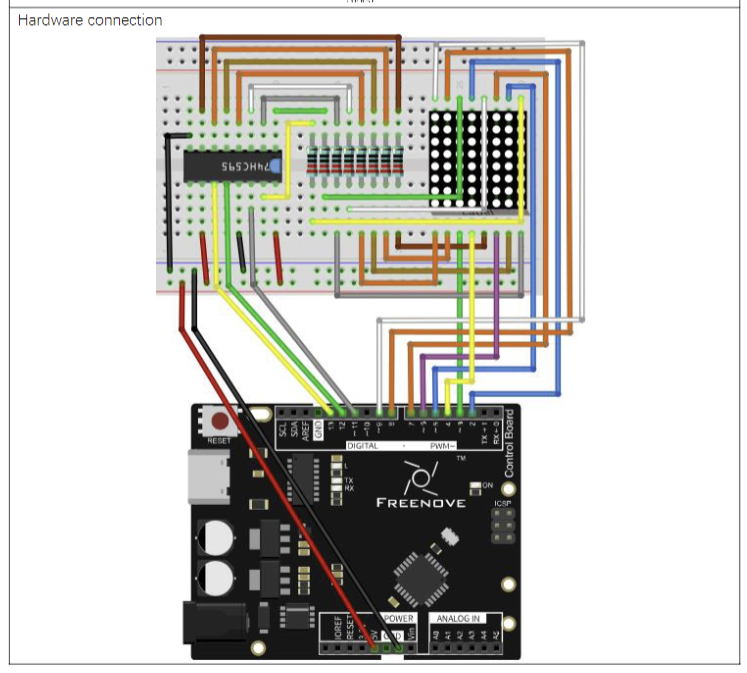 Hardware connection
74HC595
RESET
SCL
SDA
AREF
GND
13
12
~11
~10
~9
8
7
~6
~5
4
~3
2
TX→1
RX←0
DIGITAL - PWM~
Control Board
L
TX
RX
TM
FREENOVE
ON
ICSP
POWER
ANALOG IN
IOREF
RESET
5V
GND
Vin
A0
A1
A2
A3
A4
A5